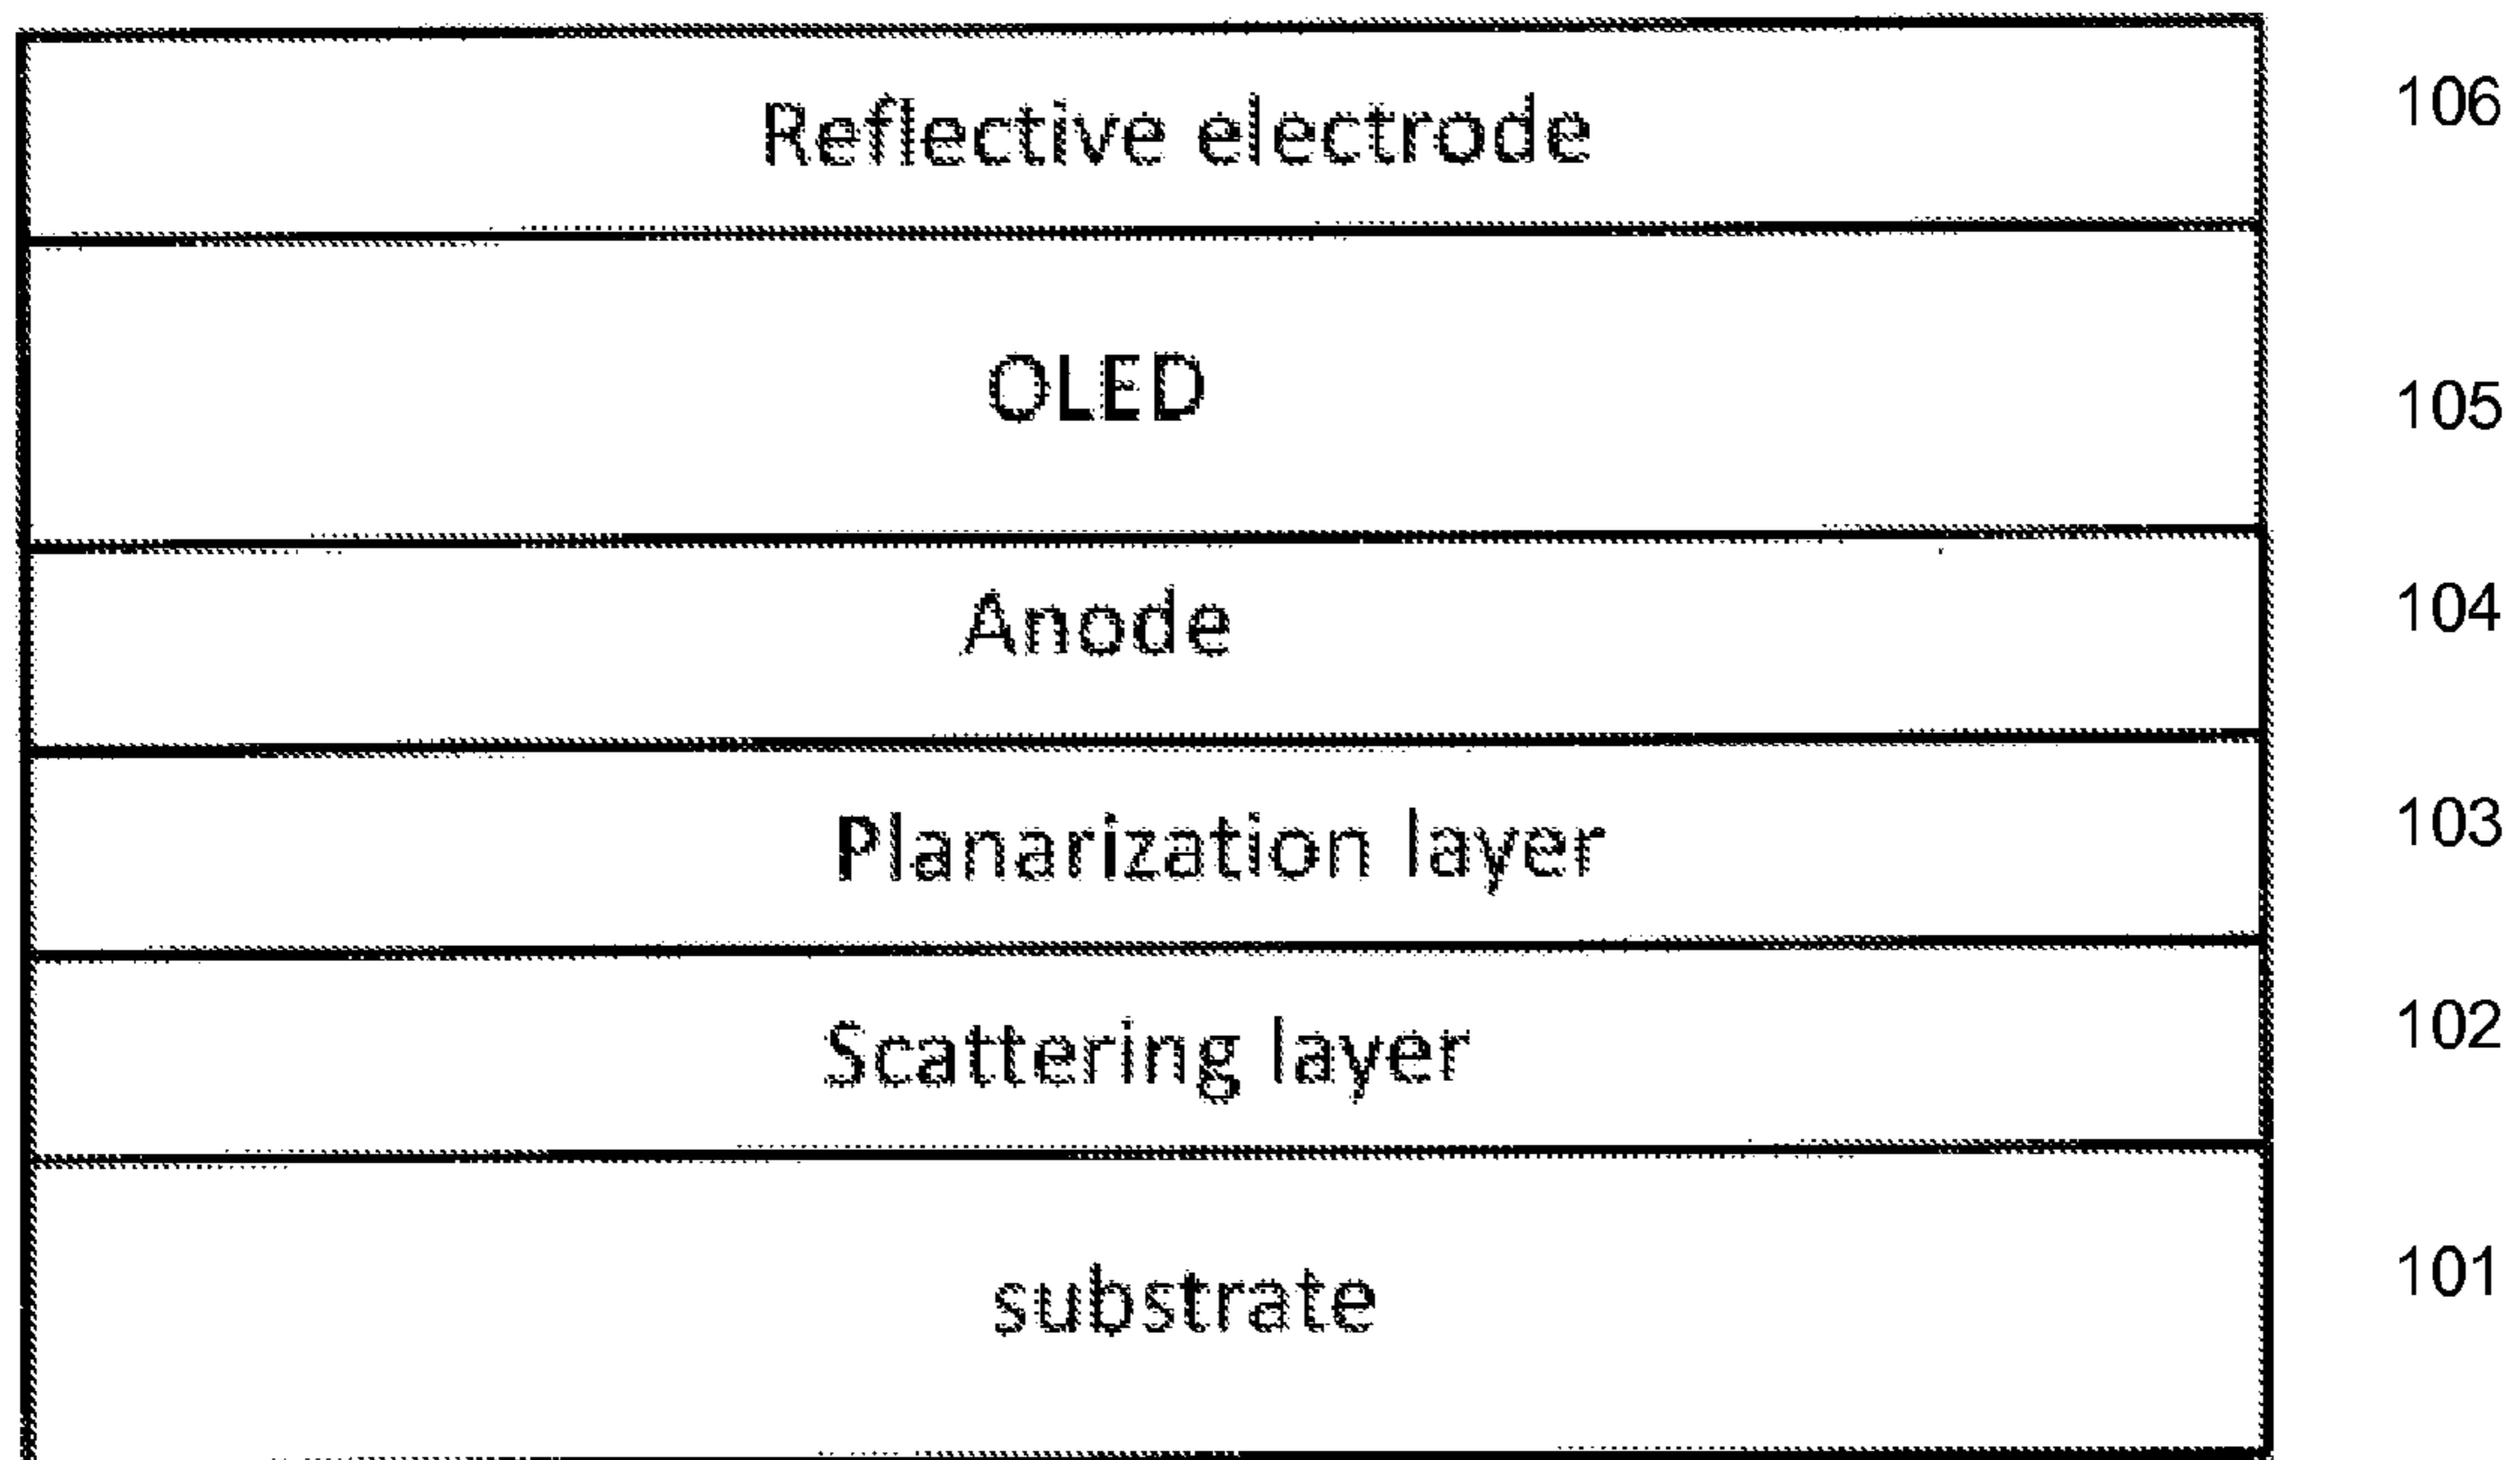 Reflective electrode 106
OLED 105
Anode 104
Planarization layer 103
Scattering layer 102
substrate 101